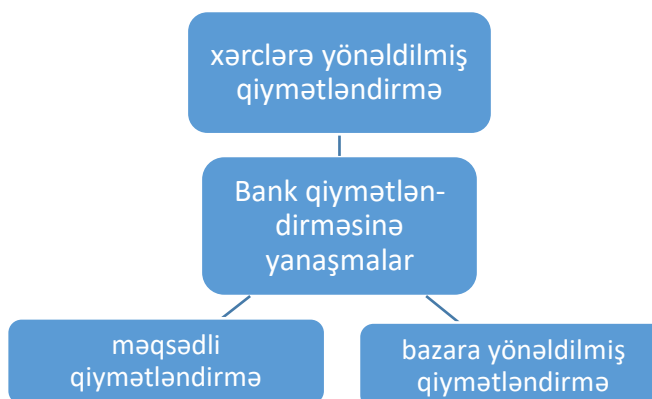 xərclərə yönəldilmiş
qiymətləndirmə
Bank qiymətlən-
dirməsinə
yanaşmalar
məqsədli
qiymətləndirmə
bazara yönəldilmiş
qiymətləndirmə